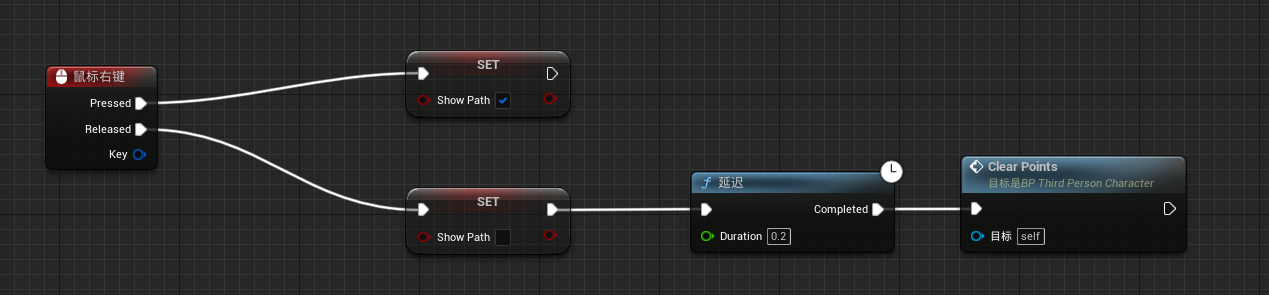 鼠标右键
Pressed
Released
Key
SET
Show Path
SET
Show Path
f 延迟
Completed
Duration 0.2
Clear Points
目标是BP Third Person Character
目标 self